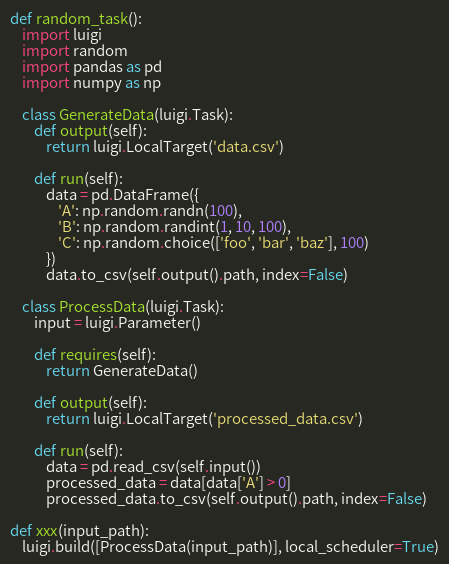 def random_task():
    import luigi
    import random
    import pandas as pd
    import numpy as np

    class GenerateData(luigi.Task):
        def output(self):
            return luigi.LocalTarget('data.csv')

        def run(self):
            data = pd.DataFrame({
                'A': np.random.randn(100),
                'B': np.random.randint(1, 10, 100),
                'C': np.random.choice(['foo', 'bar', 'baz'], 100)
            })
            data.to_csv(self.output().path, index=False)

    class ProcessData(luigi.Task):
        input = luigi.Parameter()

        def requires(self):
            return GenerateData()

        def output(self):
            return luigi.LocalTarget('processed_data.csv')

        def run(self):
            data = pd.read_csv(self.input())
            processed_data = data[data['A'] > 0]
            processed_data.to_csv(self.output().path, index=False)

def xxx(input_path):
    luigi.build([ProcessData(input_path)], local_scheduler=True)